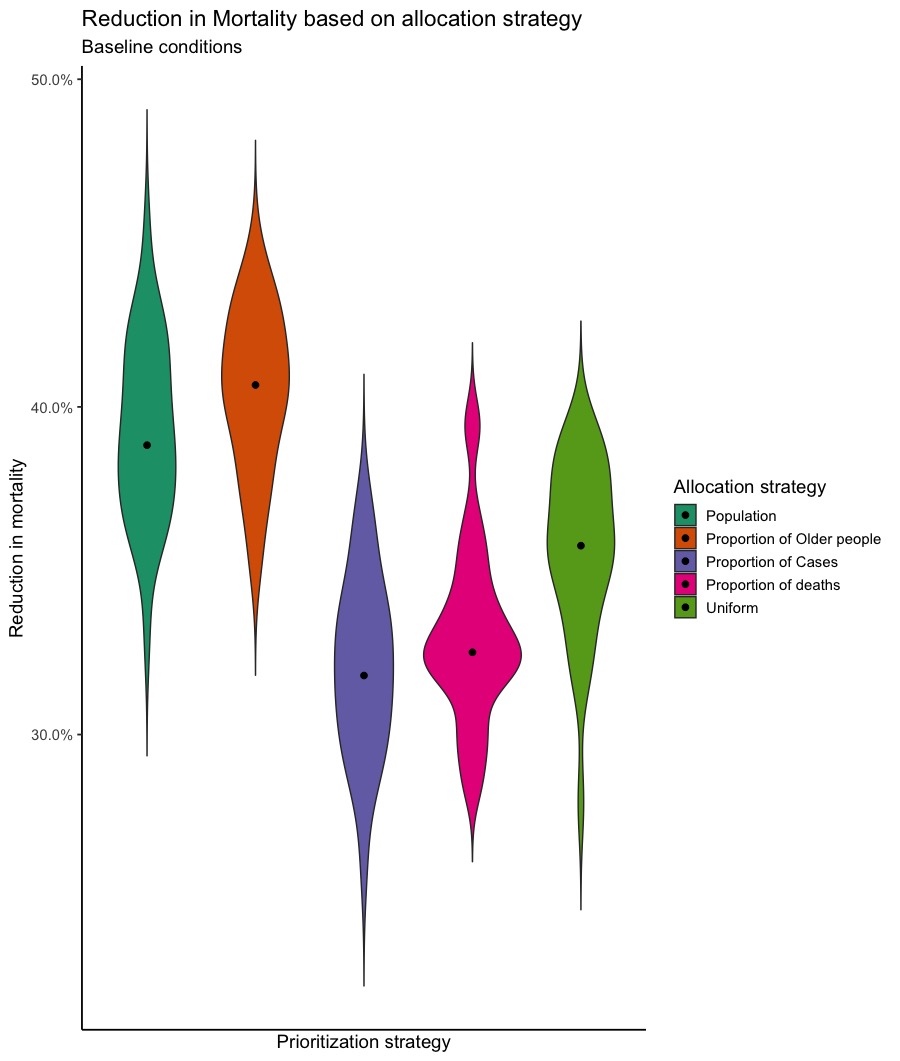 Reduction in Mortality based on allocation strategy
Baseline conditions
50.0%
40.0%
30.0%
Reduction in mortality
Prioritization strategy
Allocation strategy
Population
Proportion of Older people
Proportion of Cases
Proportion of deaths
Uniform